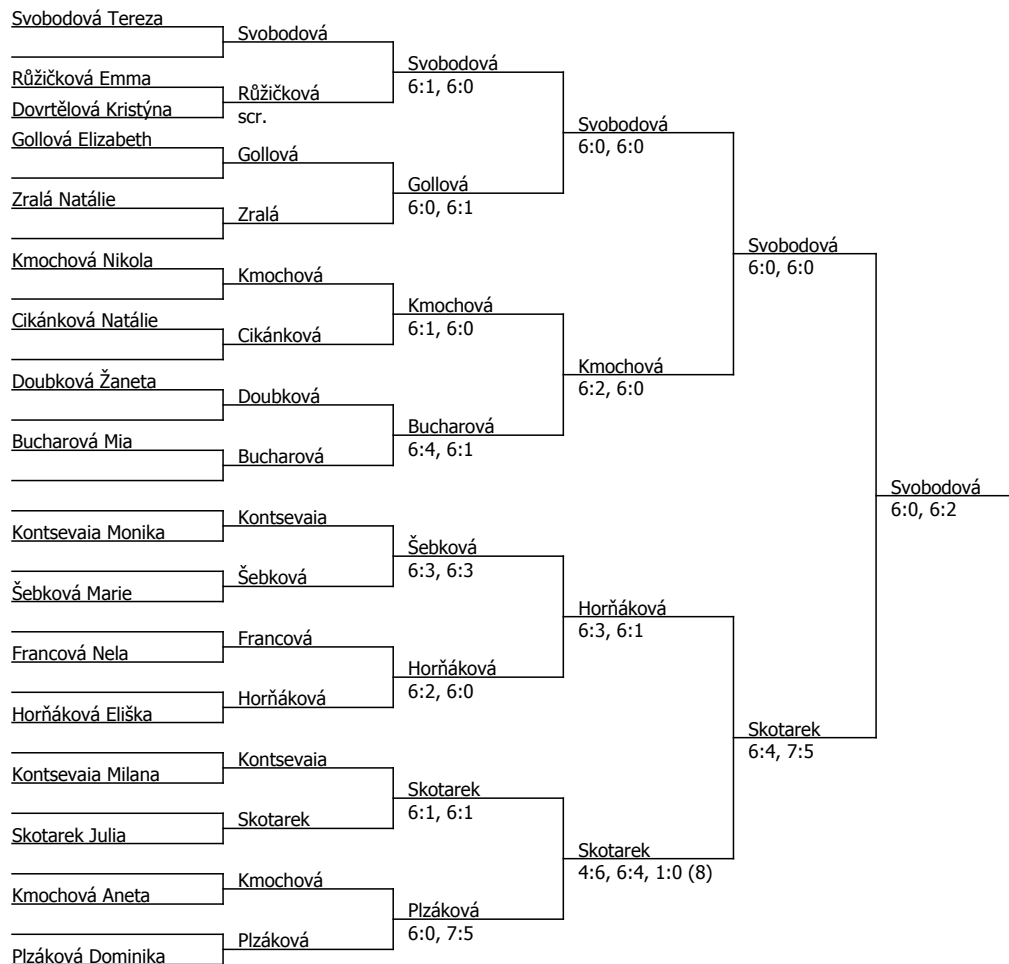 Svobodová Tereza
Růžičková Emma
Dovrtělová Kristýna
Gollová Elizabeth
Zralá Natálie
Kmochová Nikola
Cikánková Natálie
Doubková Žaneta
Bucharová Mia
Kontsevaia Monika
Šebková Marie
Francová Nela
Horňáková Eliška
Kontsevaia Milana
Skotarek Julia
Kmochová Aneta
Plzáková Dominika
Svobodová
Růžičková
scr.
Gollová
Zralá
Kmochová
Cikánková
Doubková
Bucharová
Kontsevaia
Šebková
Francová
Horňáková
Kontsevaia
Skotarek
Kmochová
Plzáková
Svobodová
6:1, 6:0
Gollová
6:0, 6:1
Kmochová
6:1, 6:0
Bucharová
6:4, 6:1
Šebková
6:3, 6:3
Horňáková
6:2, 6:0
Skotarek
6:1, 6:1
Plzáková
6:0, 7:5
Svobodová
6:0, 6:0
Kmochová
6:2, 6:0
Horňáková
6:3, 6:1
Skotarek
4:6, 6:4, 1:0 (8)
Svobodová
6:0, 6:0
Skotarek
6:4, 7:5
Svobodová
6:0, 6:2